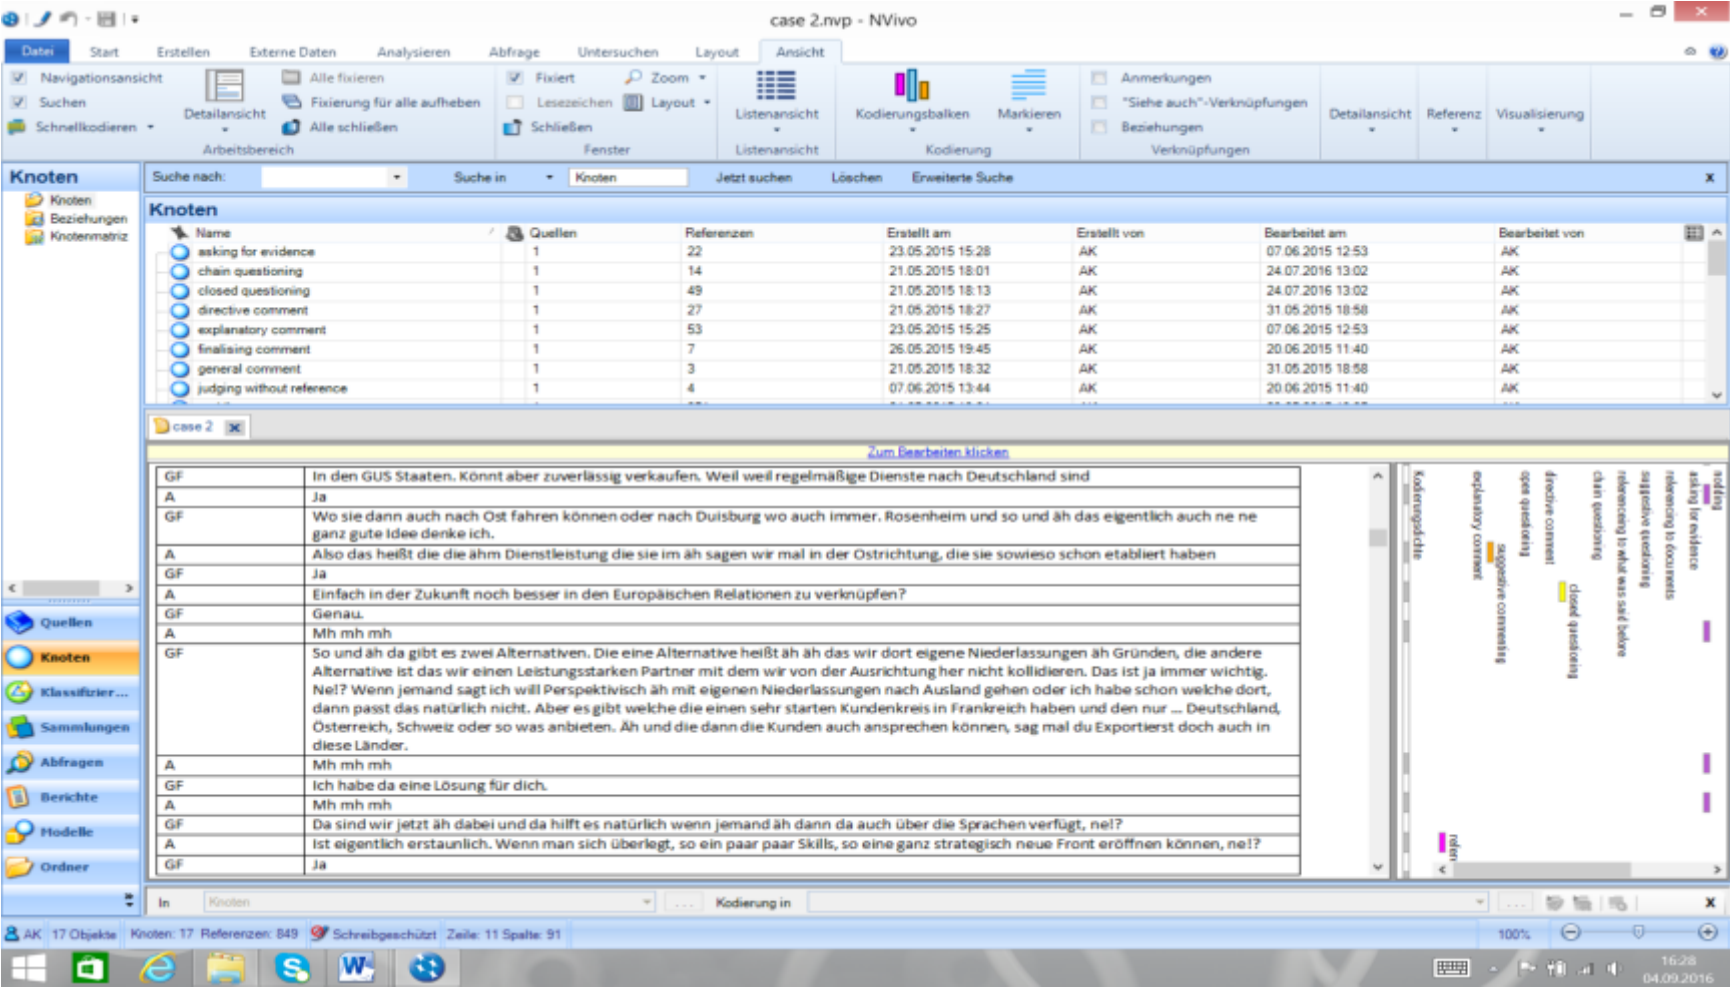 case 2.nvp - NVivo
Datei Start Erstellen Externe Daten Analysieren Abfrage Untersuchen Layout Ansicht
Navigationsansicht Alle fixieren Fixiert Zoom Anmerkungen
Suchen Fixierung für alle aufheben Lesezeichen Layout "Siehe auch"-Verknüpfungen
Schnellkodieren Detailansicht Alle schließen Schließen Listenansicht Kodierungsbalken Markieren Beziehungen Detailansicht Referenz Visualisierung
Arbeitsbereich Fenster Listenansicht Kodierung Verknüpfungen
Knoten Suche nach: Suche in Knoten Jetzt suchen Löschen Erweiterte Suche x
Knoten
Beziehungen
Knotenmatriz
Knoten
Name Quellen Referenzen Erstellt am Erstellt von Bearbeitet am Bearbeitet von
asking for evidence 1 22 23.05.2015 15:28 AK 07.06.2015 12:53 AK
chain questioning 1 14 21.05.2015 18:01 AK 24.07.2016 13:02 AK
closed questioning 1 49 21.05.2015 18:13 AK 24.07.2016 13:02 AK
directive comment 1 27 21.05.2015 18:27 AK 31.05.2015 18:58 AK
explanatory comment 1 53 23.05.2015 15:25 AK 07.06.2015 12:53 AK
finalising comment 1 7 26.05.2015 19:45 AK 20.06.2015 11:40 AK
general comment 1 3 21.05.2015 18:32 AK 31.05.2015 18:58 AK
judging without reference 1 4 07.06.2015 13:44 AK 20.06.2015 11:40 AK
case 2
Zum Bearbeiten klicken
GF In den GUS Staaten. Könnt aber zuverlässig verkaufen. Weil weil regelmäßige Dienste nach Deutschland sind
A Ja
GF Wo sie dann auch nach Ost fahren können oder nach Duisburg wo auch immer. Rosenheim und so und äh das eigentlich auch ne ne
ganz gute Idee denke ich.
A Also das heißt die die ähm Dienstleistung die sie im äh sagen wir mal in der Ostrichtung, die sie sowieso schon etabliert haben
GF Ja
A Einfach in der Zukunft noch besser in den Europäischen Relationen zu verknüpfen?
GF Genau.
A Mh mh mh
GF So und äh da gibt es zwei Alternativen. Die eine Alternative heißt äh äh das wir dort eigene Niederlassungen äh Gründen, die andere
Alternative ist das wir einen Leistungsstarken Partner mit dem wir von der Ausrichtung her nicht kollidieren. Das ist ja immer wichtig.
Ne!? Wenn jemand sagt ich will Perspektivisch äh mit eigenen Niederlassungen nach Ausland gehen oder ich habe schon welche dort,
dann passt das natürlich nicht. Aber es gibt welche die einen sehr starten Kundenkreis in Frankreich haben und den nur ... Deutschland,
Österreich, Schweiz oder so was anbieten. Äh und die dann die Kunden auch ansprechen können, sag mal du Exportierst doch auch in
diese Länder.
A Mh mh mh
GF Ich habe da eine Lösung für dich.
A Mh mh mh
GF Da sind wir jetzt äh dabei und da hilft es natürlich wenn jemand äh dann da auch über die Sprachen verfügt, ne!?
A Ist eigentlich erstaunlich. Wenn man sich überlegt, so ein paar paar Skills, so eine ganz strategisch neue Front eröffnen können, ne!?
GF Ja
Kodierungsdichte
explanatory comment
suggestive commenting
open questioning
directive comment
closed questioning
chain questioning
referenceing to what was said before
suggestive questioning
referencing to documents
asking for evidence
nodding
Quellen
Knoten
Klassifizier...
Sammlungen
Abfragen
Berichte
Modelle
Ordner
In Knoten ... Kodierung in ... x
AK 17 Objekte Knoten: 17 Referenzen: 849 Schreibgeschützt Zeile: 11 Spalte: 91 100%
16:28
04.09.2016